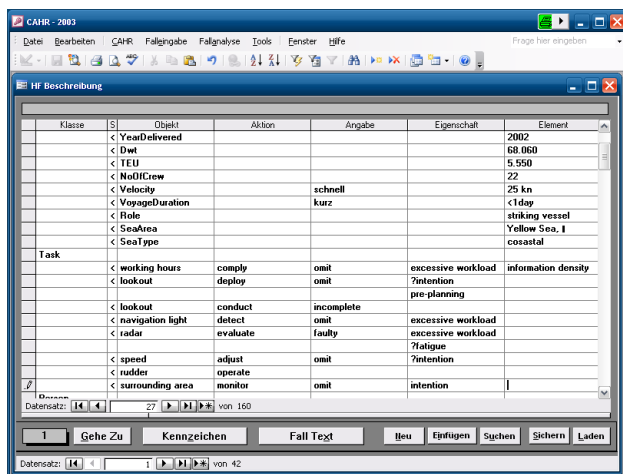 CAHR - 2003
Datei Bearbeiten CAHR Falleingabe Fallanalyse Tools Fenster Hilfe Frage hier eingeben
HF Beschreibung
Klasse S Objekt Aktion Angabe Eigenschaft Element
< YearDelivered 2002
< Dwt 68.060
< TEU 5.550
< NoOfCrew 22
< Velocity schnell 25 kn
< VoyageDuration kurz <1day
< Role striking vessel
< SeaArea Yellow Sea,
< SeaType cosastal
Task
< working hours comply omit excessive workload information density
< lookout deploy omit ?intention
pre-planning
< lookout conduct incomplete
< navigation light detect omit excessive workload
< radar evaluate faulty excessive workload
?fatigue
< speed adjust omit ?intention
< rudder operate
< surrounding area monitor omit intention
Person
Datensatz: 27 von 160
1 Gehe Zu Kennzeichen Fall Text Neu Einfügen Suchen Sichern Laden
Datensatz: 1 von 42